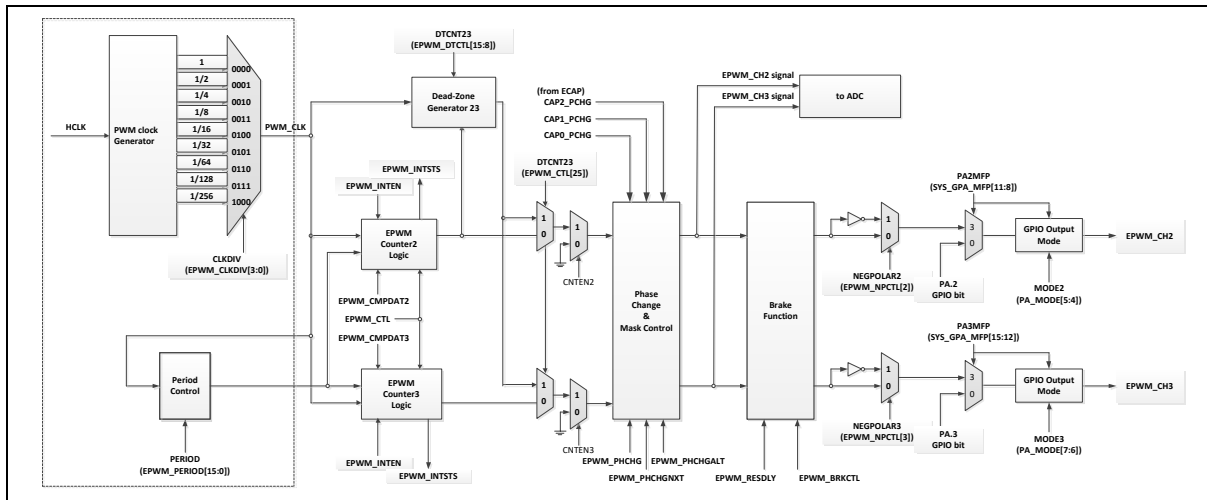 DTCNT23
(EPWM_DTCTL[15:8])
1
1/2
1/4
1/8
1/16
1/32
1/64
1/128
1/256
0000
0001
0010
0011
0100
0101
0110
0111
1000
HCLK
PWM clock
Generator
PWM_CLK
CLKDIV
(EPWM_CLKDIV[3:0])
Dead-Zone
Generator 23
(from ECAP)
CAP2_PCHG
CAP1_PCHG
CAP0_PCHG
EPWM_CH2 signal
EPWM_CH3 signal
to ADC
EPWM_INTSTS
EPWM_INTEN
DTCNT23
(EPWM_CTL[25])
EPWM
Counter2
Logic
1
0
1
0
CNTEN2
EPWM_CMPDAT2
EPWM_CTL
EPWM_CMPDAT3
Phase
Change
&
Mask Control
Brake
Function
1
0
NEGPOLAR2
(EPWM_NPCTL[2])
PA2MFP
(SYS_GPA_MFP[11:8])
3
0
PA.2
GPIO bit
GPIO Output
Mode
MODE2
(PA_MODE[5:4])
EPWM_CH2
Period
Control
PERIOD
(EPWM_PERIOD[15:0])
EPWM
Counter3
Logic
EPWM_INTEN
EPWM_INTSTS
1
0
1
0
CNTEN3
EPWM_PHCHG
EPWM_PHCHGALT
EPWM_PHCHGNXT
EPWM_RESDLY
EPWM_BRKCTL
1
0
NEGPOLAR3
(EPWM_NPCTL[3])
PA3MFP
(SYS_GPA_MFP[15:12])
3
0
PA.3
GPIO bit
GPIO Output
Mode
MODE3
(PA_MODE[7:6])
EPWM_CH3